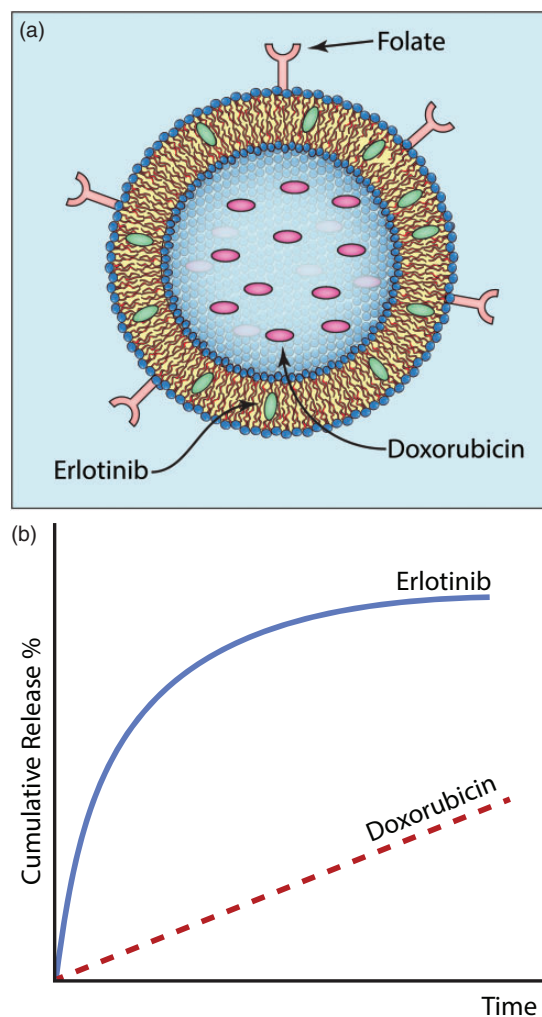 (a)
Folate
Erlotinib
Doxorubicin
(b)
Cumulative Release %
Erlotinib
Doxorubicin
Time